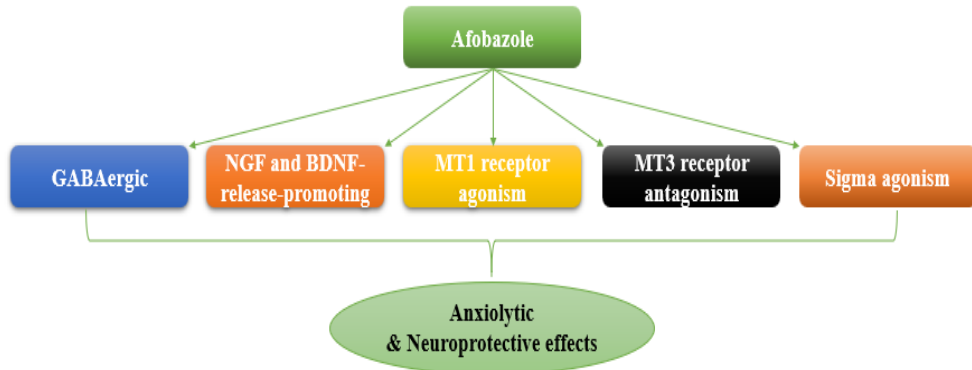 Afobazole
GABAergic
NGF and BDNF-
release-promoting
MT1 receptor
agonism
MT3 receptor
antagonism
Sigma agonism
Anxiolytic
& Neuroprotective effects